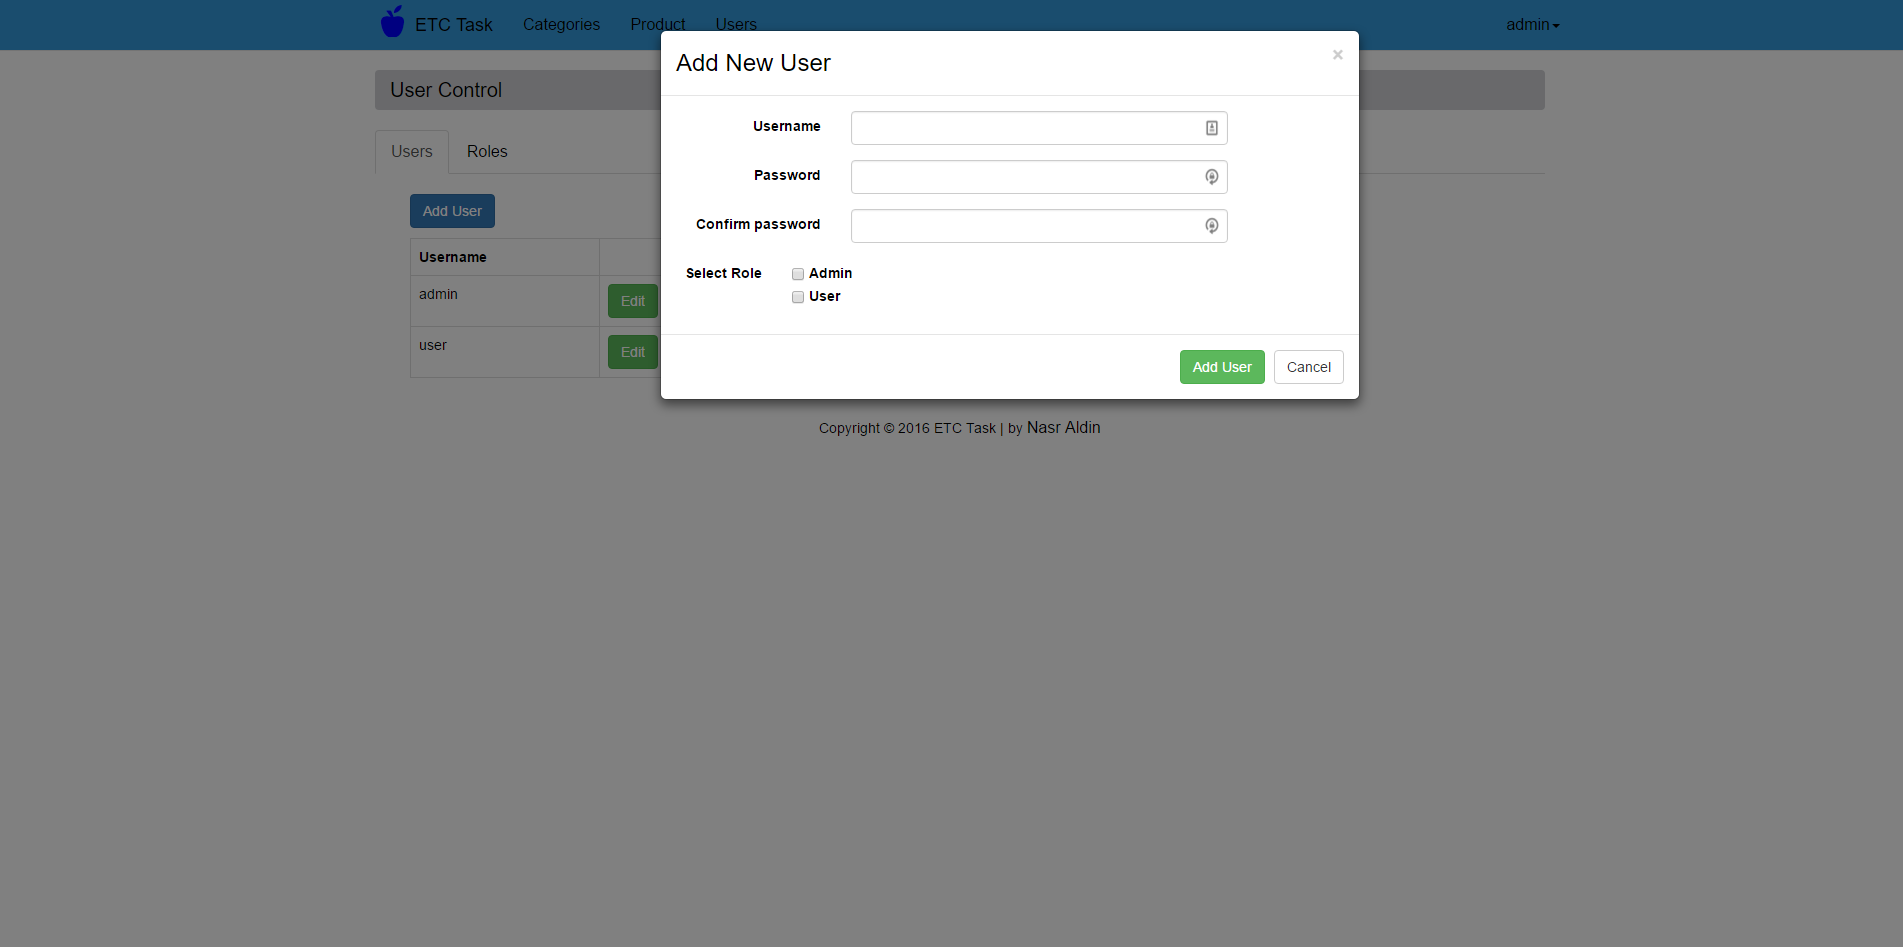 ETC Task Categories Product Users admin
Add New User ×
User Control
Username
Users Roles
Password
Add User
Confirm password
Username
Select Role Admin
User
admin Edit
user Edit
Add User Cancel
Copyright © 2016 ETC Task | by Nasr Aldin